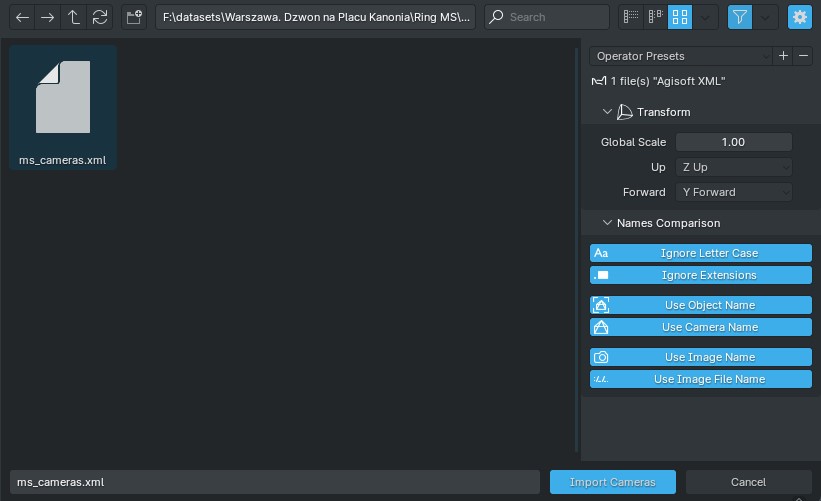 F:\datasets\Warszawa. Dzwon na Placu Kanonia\Ring MS\...
Search
ms_cameras.xml
Operator Presets
1 file(s) "Agisoft XML"
Transform
Global Scale 1.00
Up Z Up
Forward Y Forward
Names Comparison
Aa Ignore Letter Case
Ignore Extensions
Use Object Name
Use Camera Name
Use Image Name
Use Image File Name
ms_cameras.xml
Import Cameras
Cancel